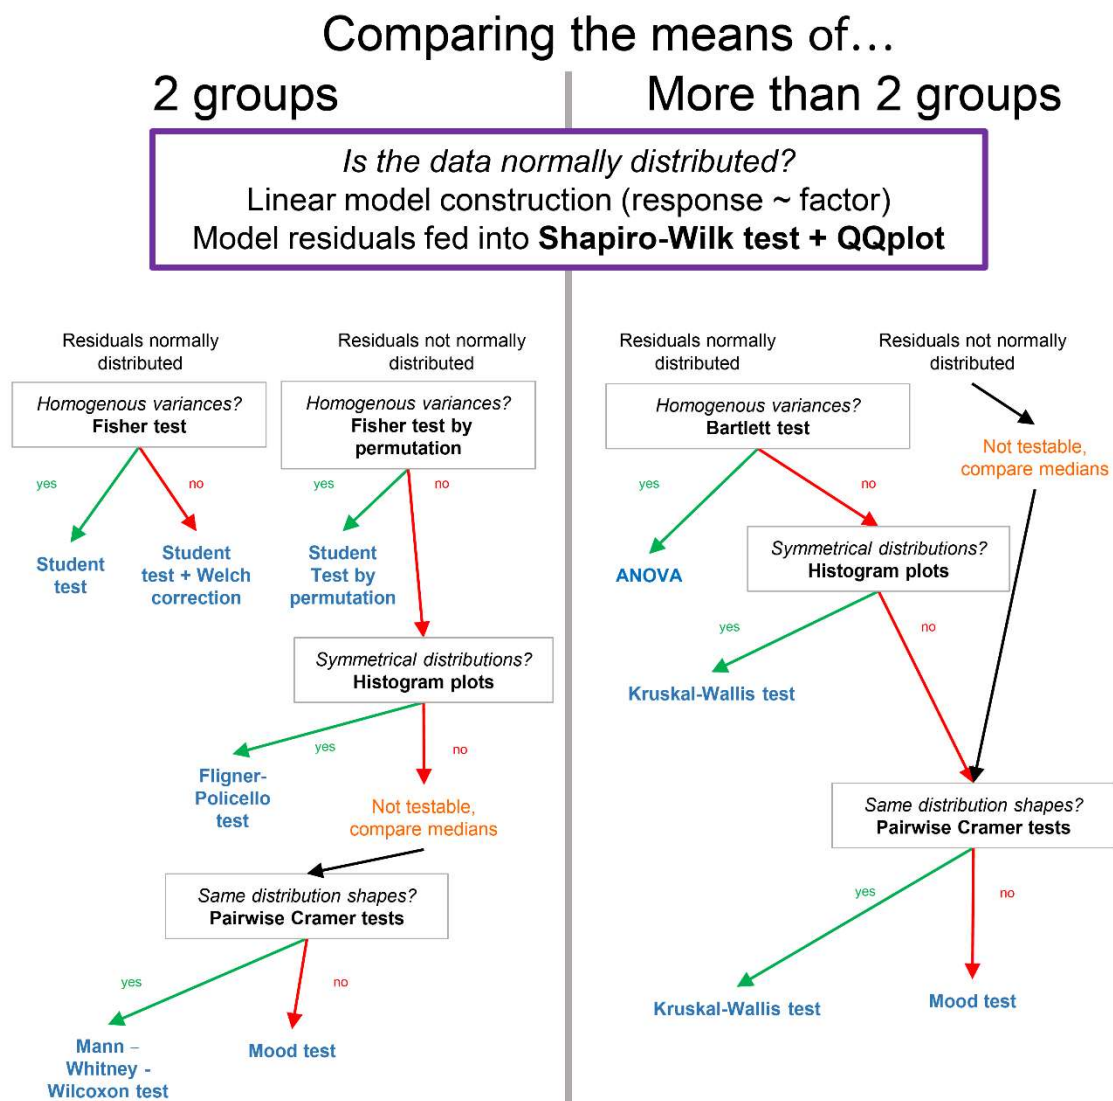 Comparing the means of…
2 groups
More than 2 groups
Is the data normally distributed?
Linear model construction (response ~ factor)
Model residuals fed into Shapiro-Wilk test + QQplot
Residuals normally
distributed
Residuals not normally
distributed
Homogenous variances?
Fisher test
Homogenous variances?
Fisher test by
permutation
yes
no
yes
no
Student
test
Student
test + Welch
correction
Student
Test by
permutation
Symmetrical distributions?
Histogram plots
yes
no
Fligner-
Policello
test
Not testable,
compare medians
Same distribution shapes?
Pairwise Cramer tests
yes
no
Mann –
Whitney -
Wilcoxon test
Mood test
Residuals normally
distributed
Residuals not normally
distributed
Homogenous variances?
Bartlett test
Not testable,
compare medians
yes
no
ANOVA
Symmetrical distributions?
Histogram plots
yes
no
Kruskal-Wallis test
Same distribution shapes?
Pairwise Cramer tests
yes
no
Kruskal-Wallis test
Mood test